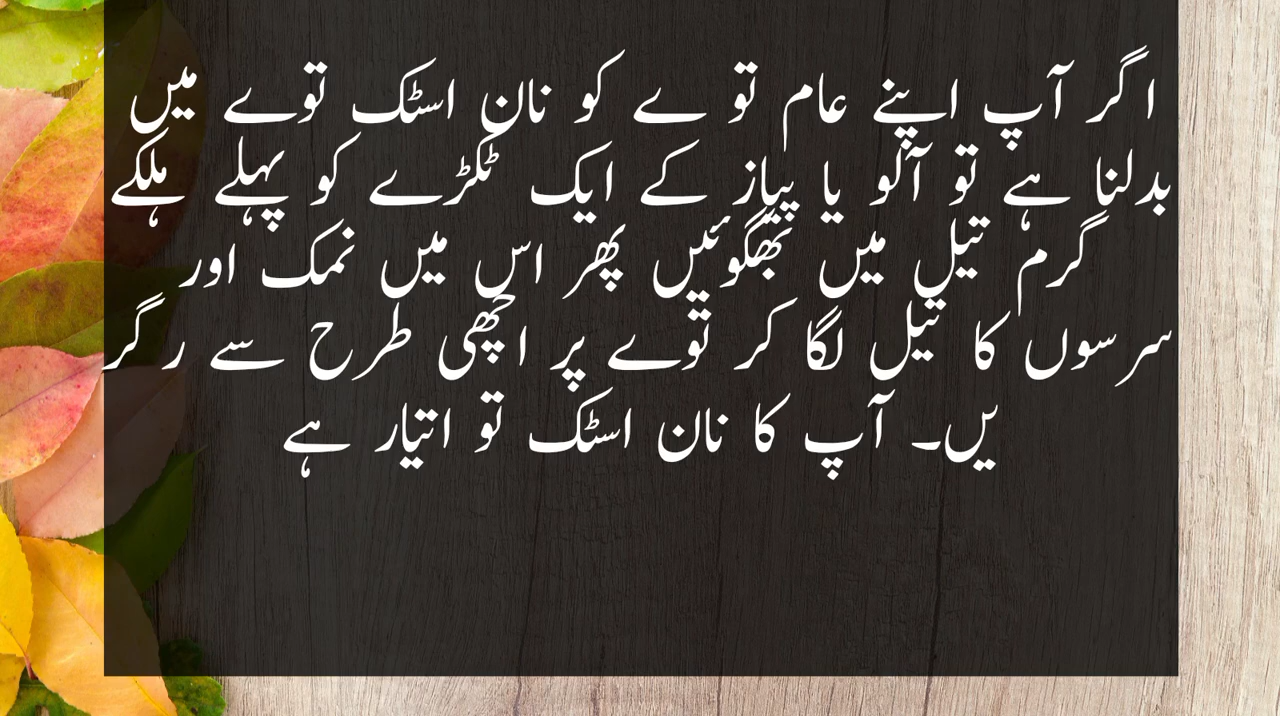 اگر آپ اپنے عام تو ے کو نان اسٹک توے میں
بدلنا ہے تو آلو یا پیاز کے ایک ٹکڑے کو پہلے ہلکے
گرم تیل میں بھگوئیں پھر اس میں نمک اور
سرسوں کا تیل لگا کر توے پر اچھی طرح سے ر گر
یں۔ آپ کا نان اسٹک تو اتیار ہے